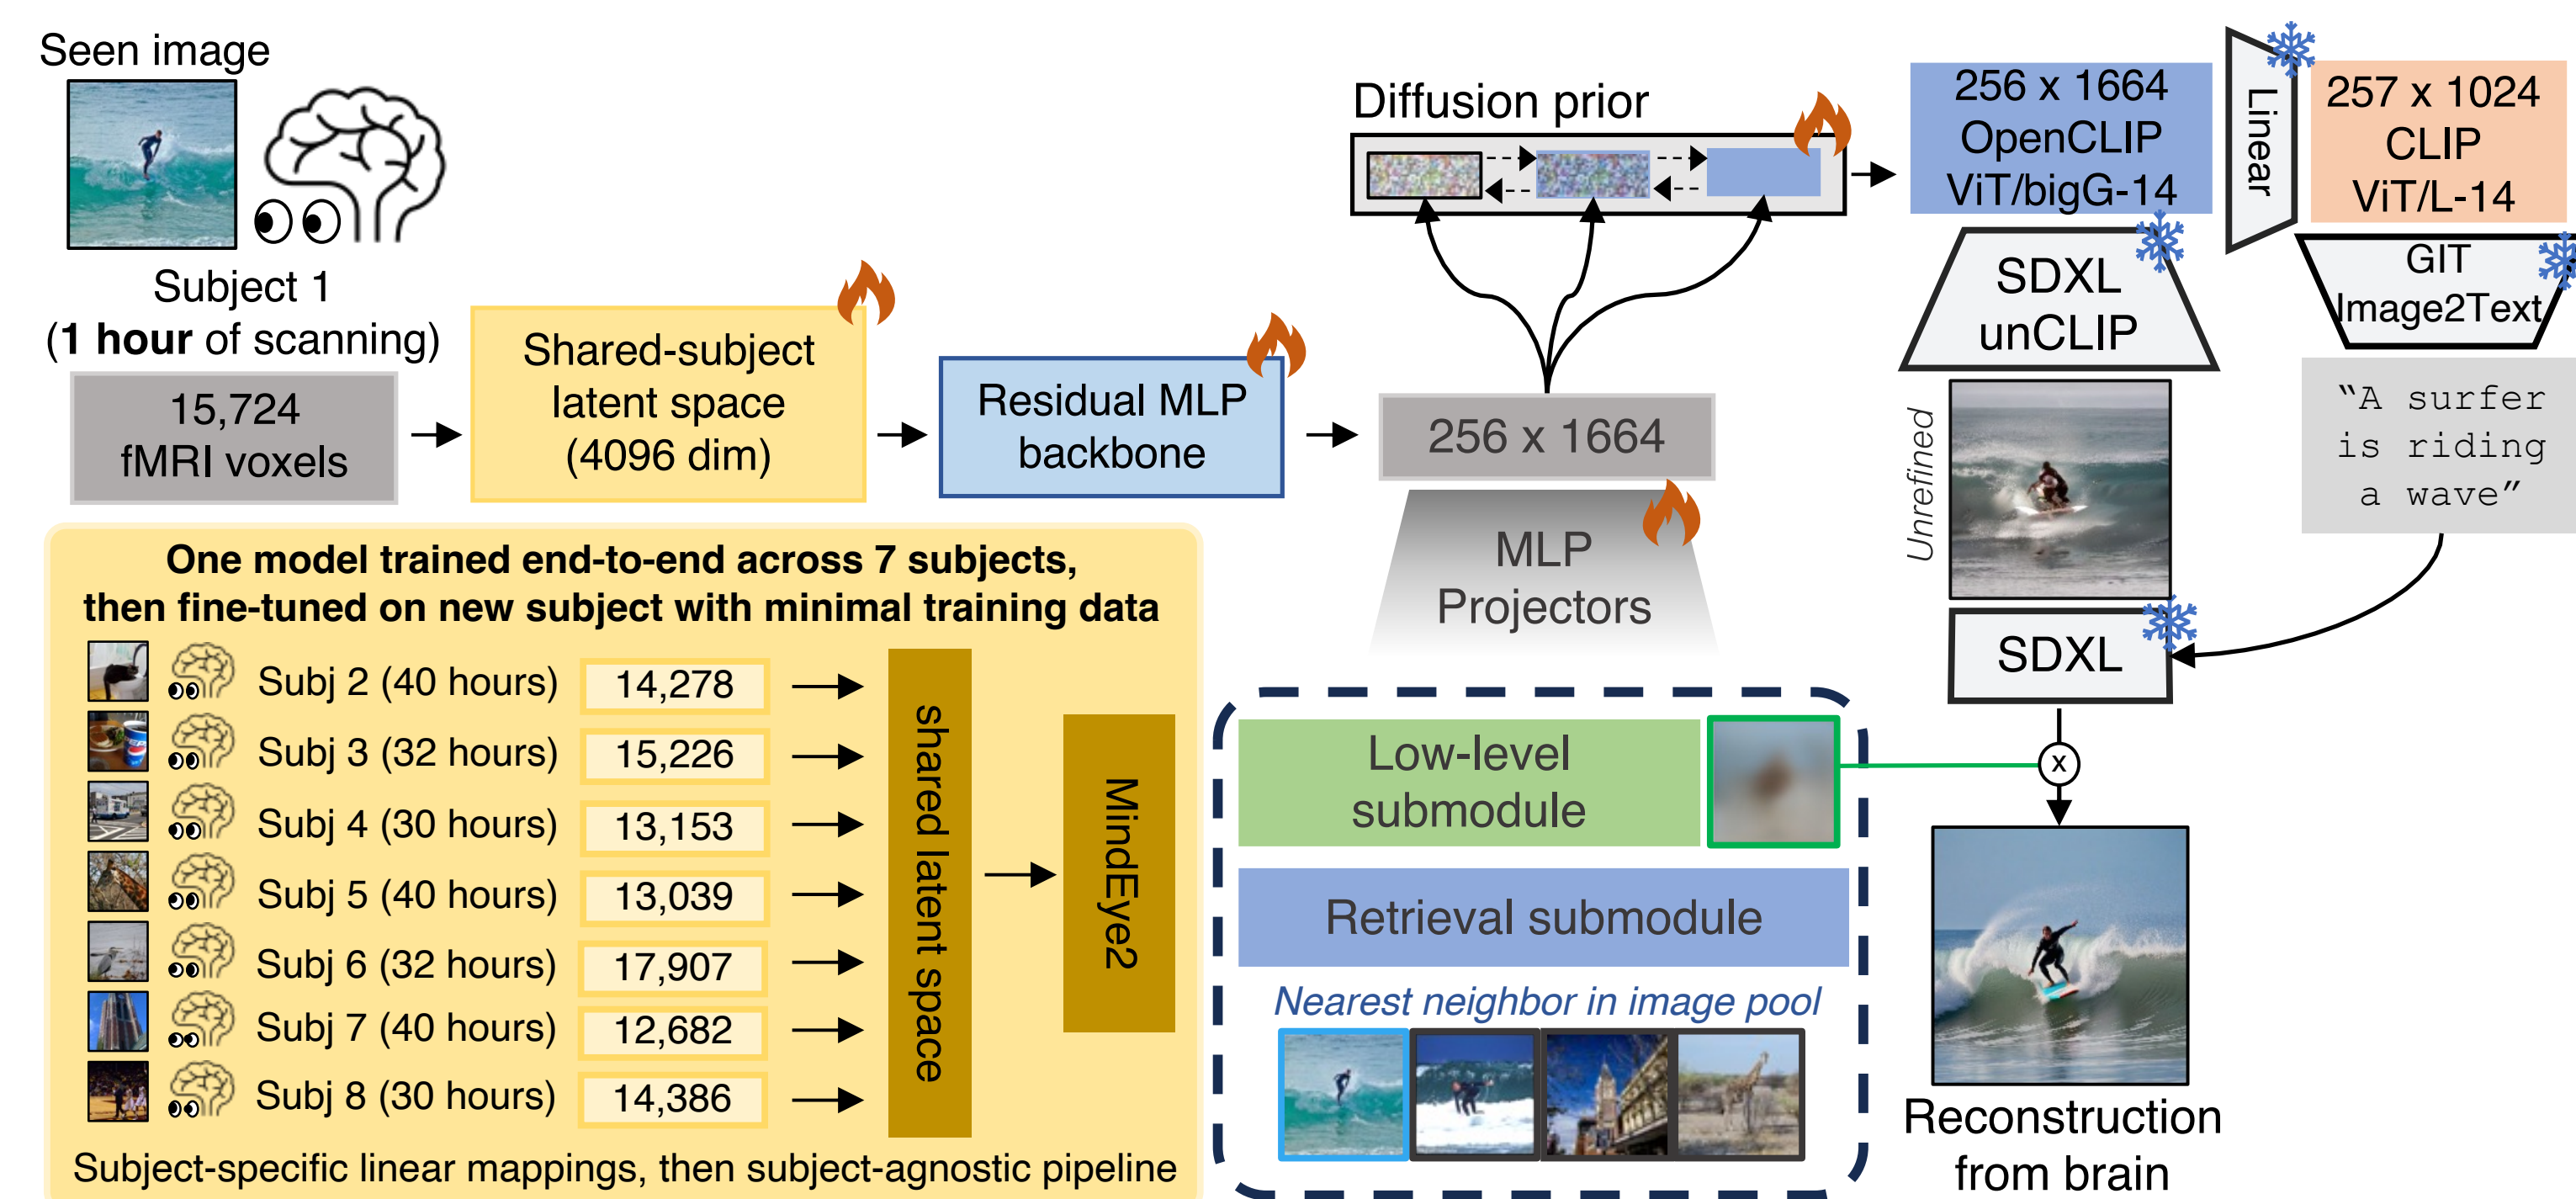 Seen image
Subject 1
(1 hour of scanning)
15,724
fMRI voxels
Shared-subject
latent space
(4096 dim)
Residual MLP
backbone
256 x 1664
MLP
Projectors
Diffusion prior
256 x 1664
OpenCLIP
ViT/bigG-14
Linear
257 x 1024
CLIP
ViT/L-14
SDXL
unCLIP
GIT
Image2Text
Unrefined
“A surfer
is riding
a wave”
SDXL
x
Reconstruction
from brain
One model trained end-to-end across 7 subjects,
then fine-tuned on new subject with minimal training data
Subj 2 (40 hours) 14,278
Subj 3 (32 hours) 15,226
Subj 4 (30 hours) 13,153
Subj 5 (40 hours) 13,039
Subj 6 (32 hours) 17,907
Subj 7 (40 hours) 12,682
Subj 8 (30 hours) 14,386
shared latent space
MindEye2
Subject-specific linear mappings, then subject-agnostic pipeline
Low-level
submodule
Retrieval submodule
Nearest neighbor in image pool